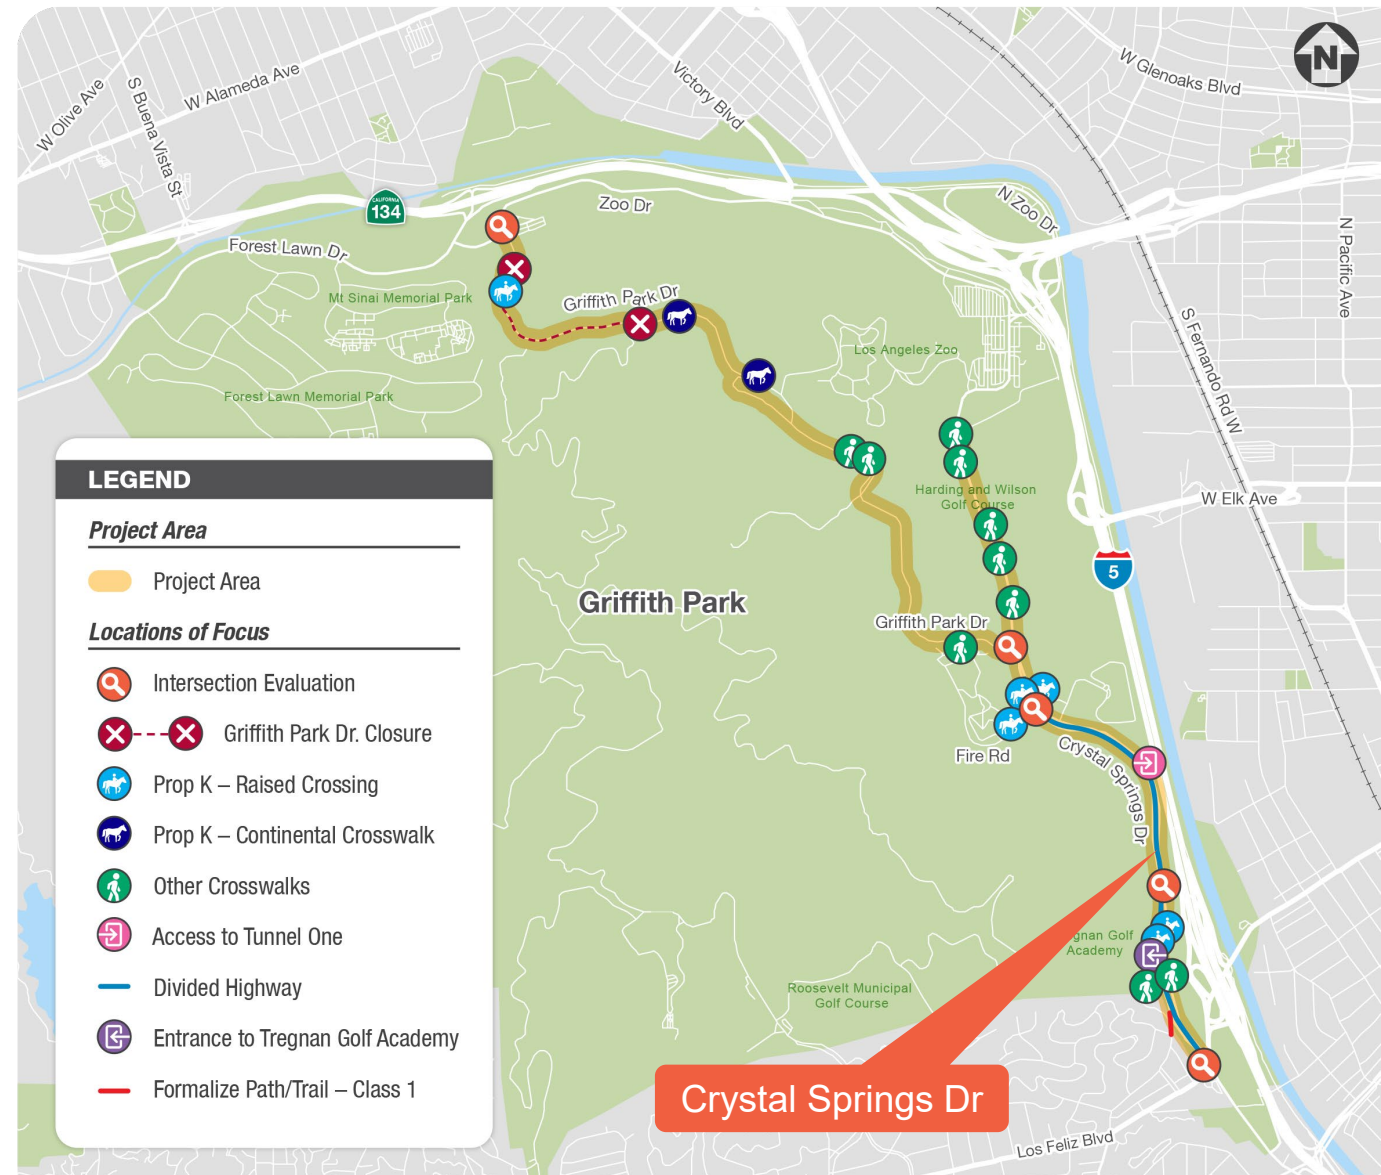 N
W Glenoaks Blvd
W Olive Ave
S Buena Vista St
W Alameda Ave
Victory Blvd
CALIFORNIA
134
Zoo Dr
N Zoo Dr
N Pacific Ave
Forest Lawn Dr
Mt Sinai Memorial Park
Griffith Park Dr
S Fernando Rd W
Los Angeles Zoo
Forest Lawn Memorial Park
Harding and Wilson
Golf Course
W Elk Ave
5
Griffith Park
Griffith Park Dr
Fire Rd
Crystal Springs Dr
Golf
Academy
Roosevelt Municipal
Golf Course
Crystal Springs Dr
Los Feliz Blvd
LEGEND
Project Area
Project Area
Locations of Focus
Intersection Evaluation
Griffith Park Dr. Closure
Prop K – Raised Crossing
Prop K – Continental Crosswalk
Other Crosswalks
Access to Tunnel One
Divided Highway
Entrance to Tregnan Golf Academy
Formalize Path/Trail – Class 1